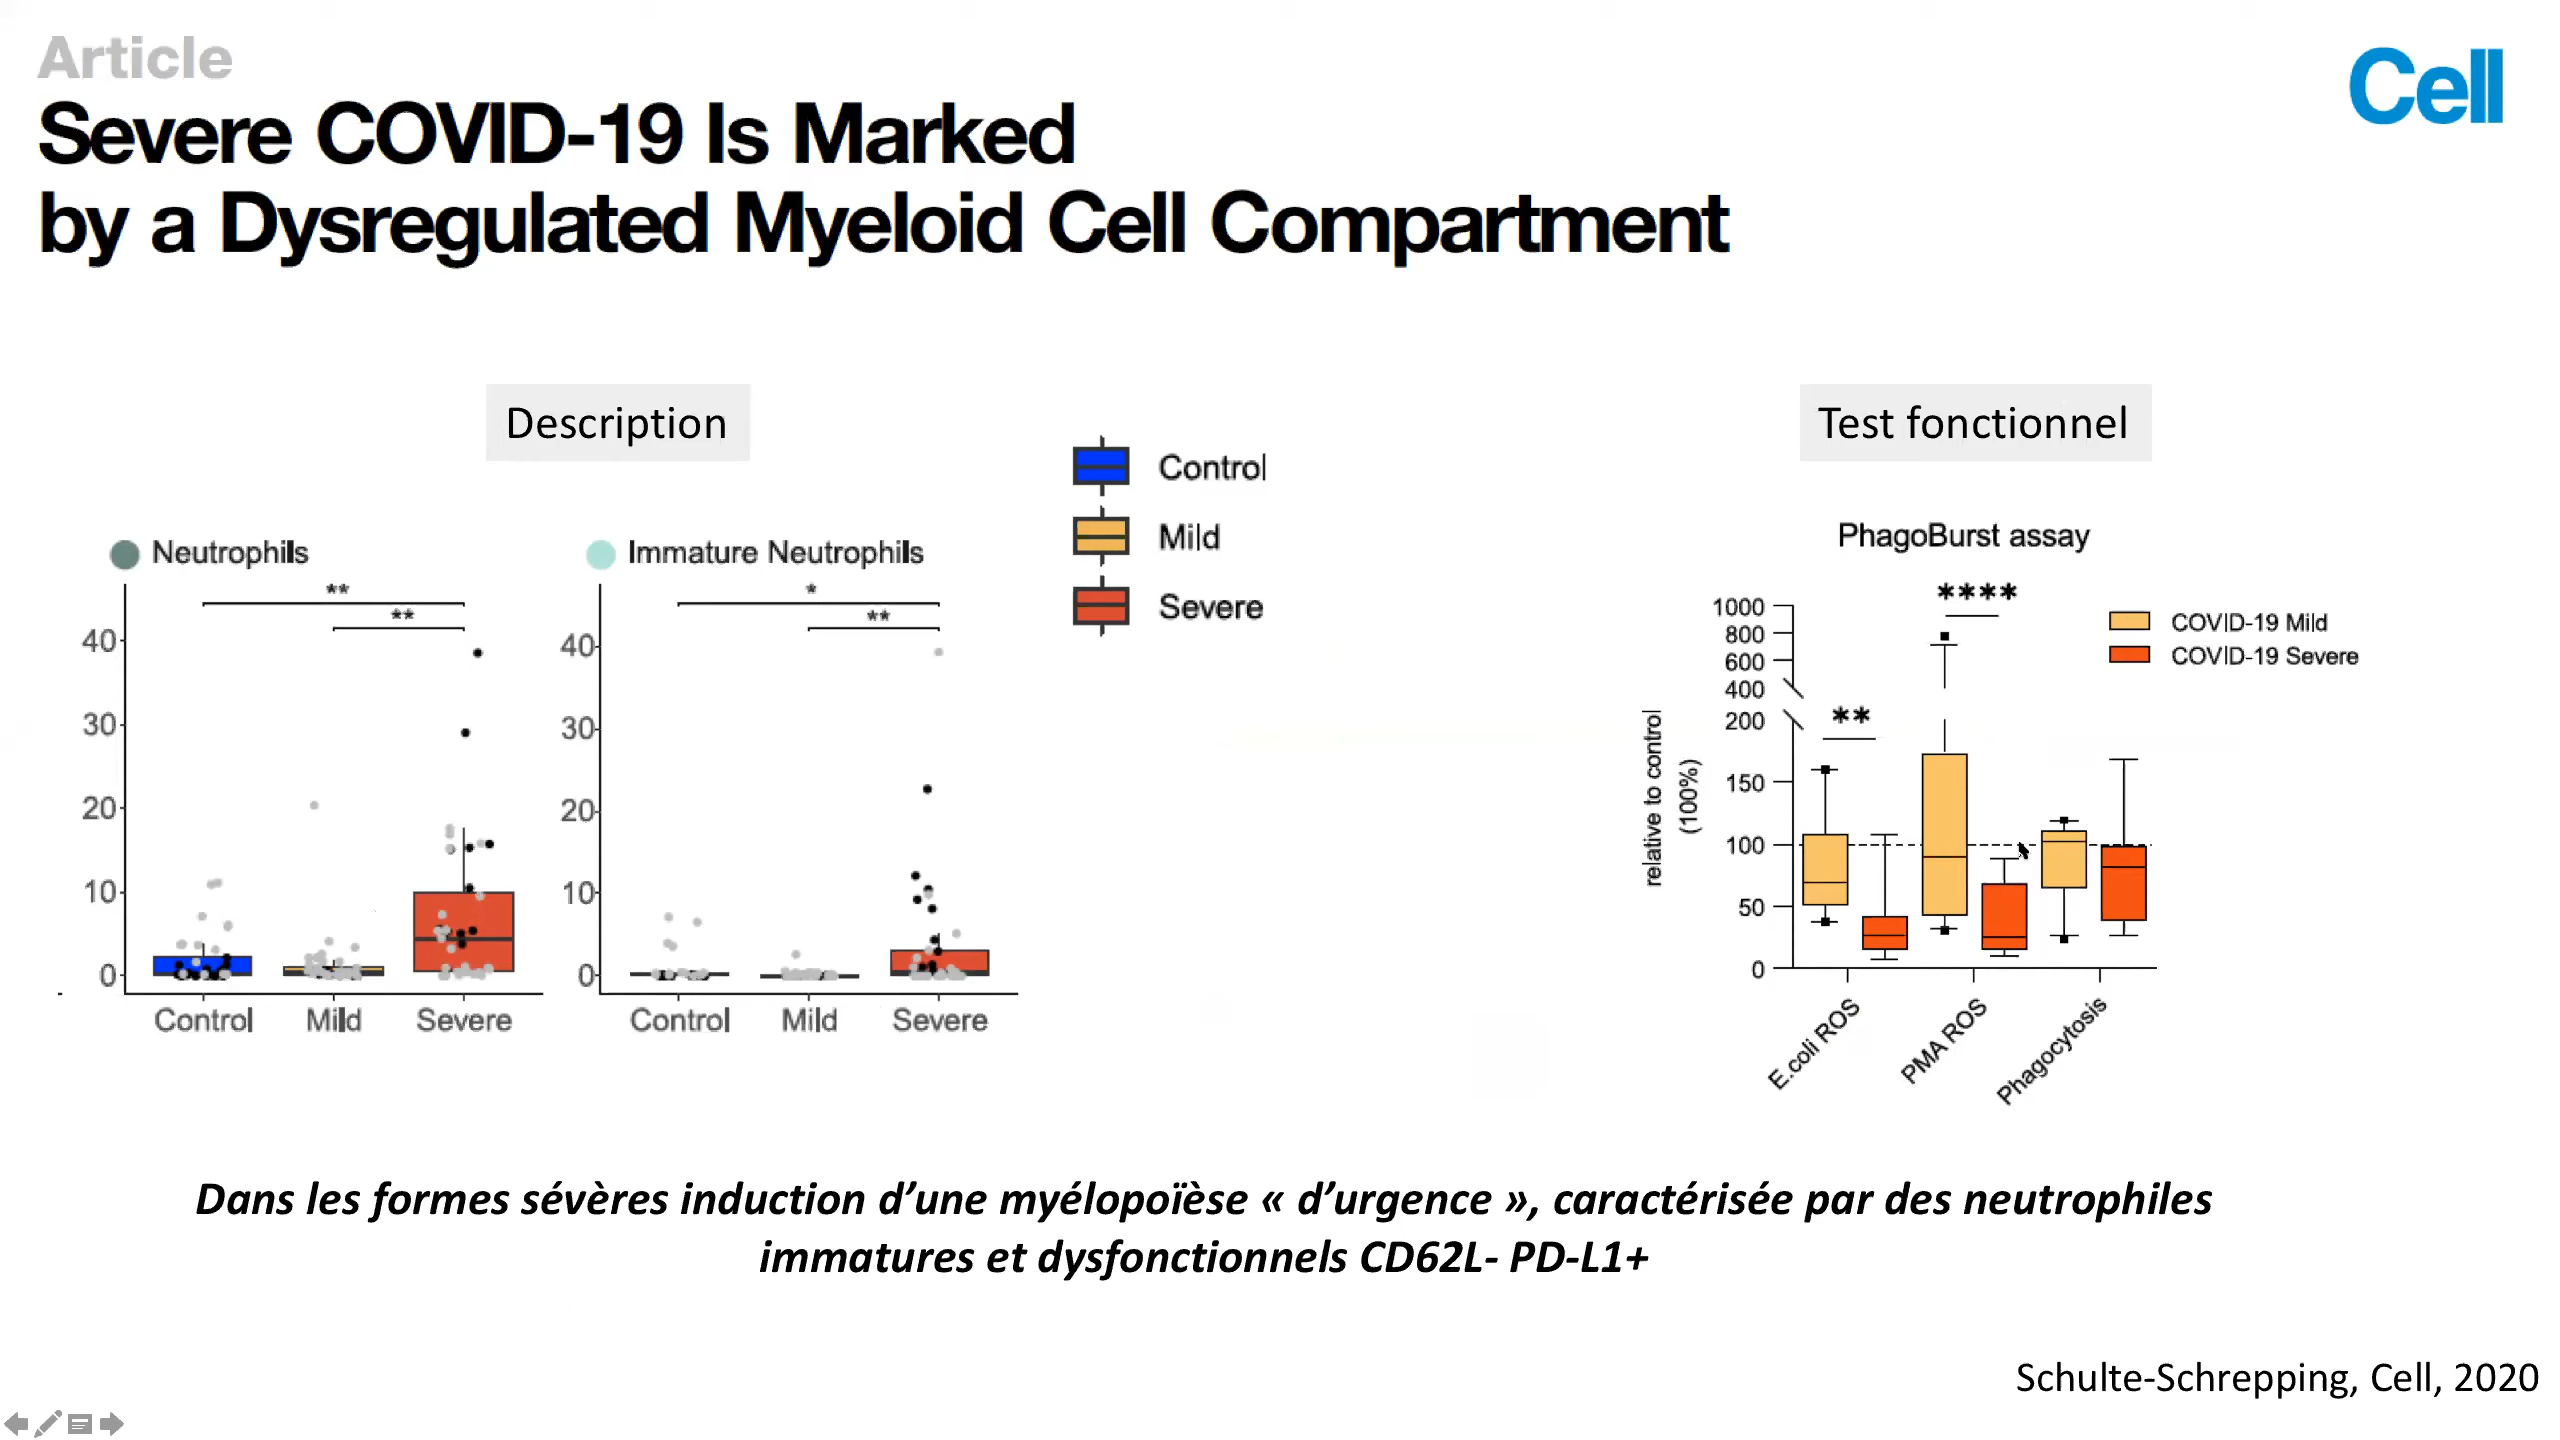 Article
Cell
Severe COVID-19 Is Marked
by a Dysregulated Myeloid Cell Compartment
Description
Control
Mild
Severe
Neutrophils
**
**
40
30
20
10
0
Control Mild Severe
Immature Neutrophils
*
**
40
30
20
10
0
Control Mild Severe
Test fonctionnel
PhagoBurst assay
COVID-19 Mild
COVID-19 Severe
relative to control
(100%)
1000
800
600
400
200
150
100
50
0
**
****
E.coli ROS
PMA ROS
Phagocytosis
Dans les formes sévères induction d’une myélopoïèse « d’urgence », caractérisée par des neutrophiles
immatures et dysfonctionnels CD62L- PD-L1+
Schulte-Schrepping, Cell, 2020